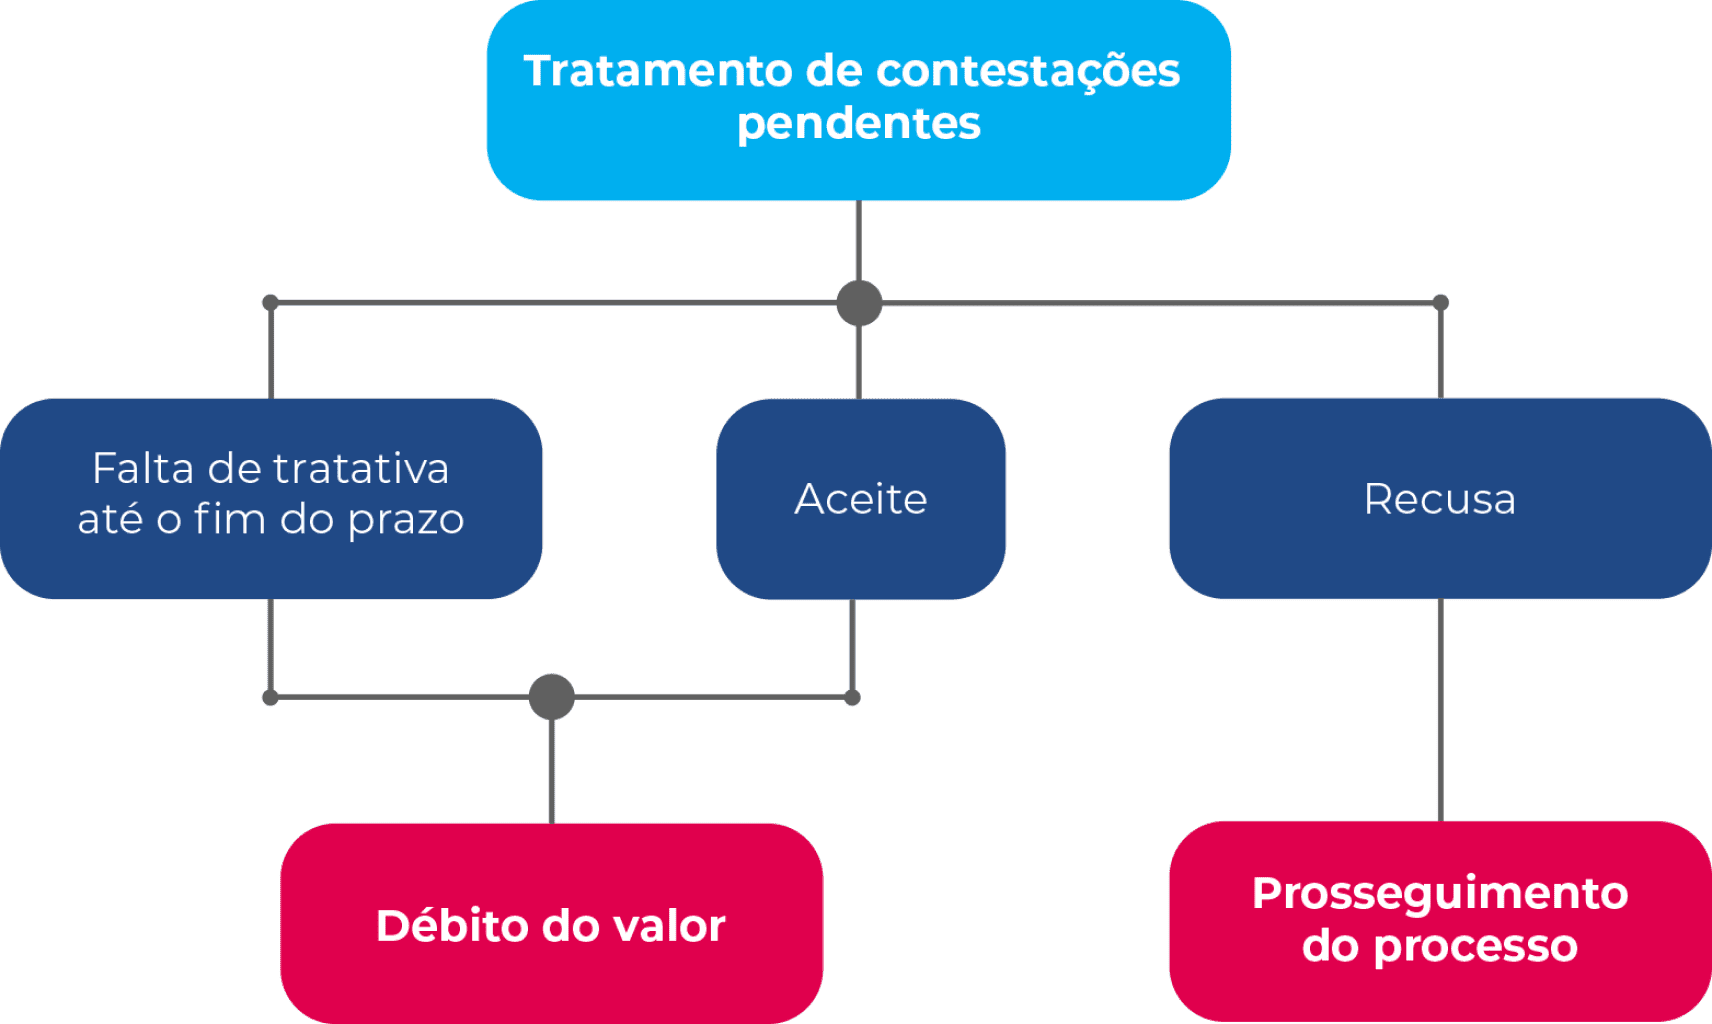 Tratamento de contestações
pendentes
Falta de tratativa
até o fim do prazo
Aceite
Recusa
Débito do valor
Prosseguimento
do processo